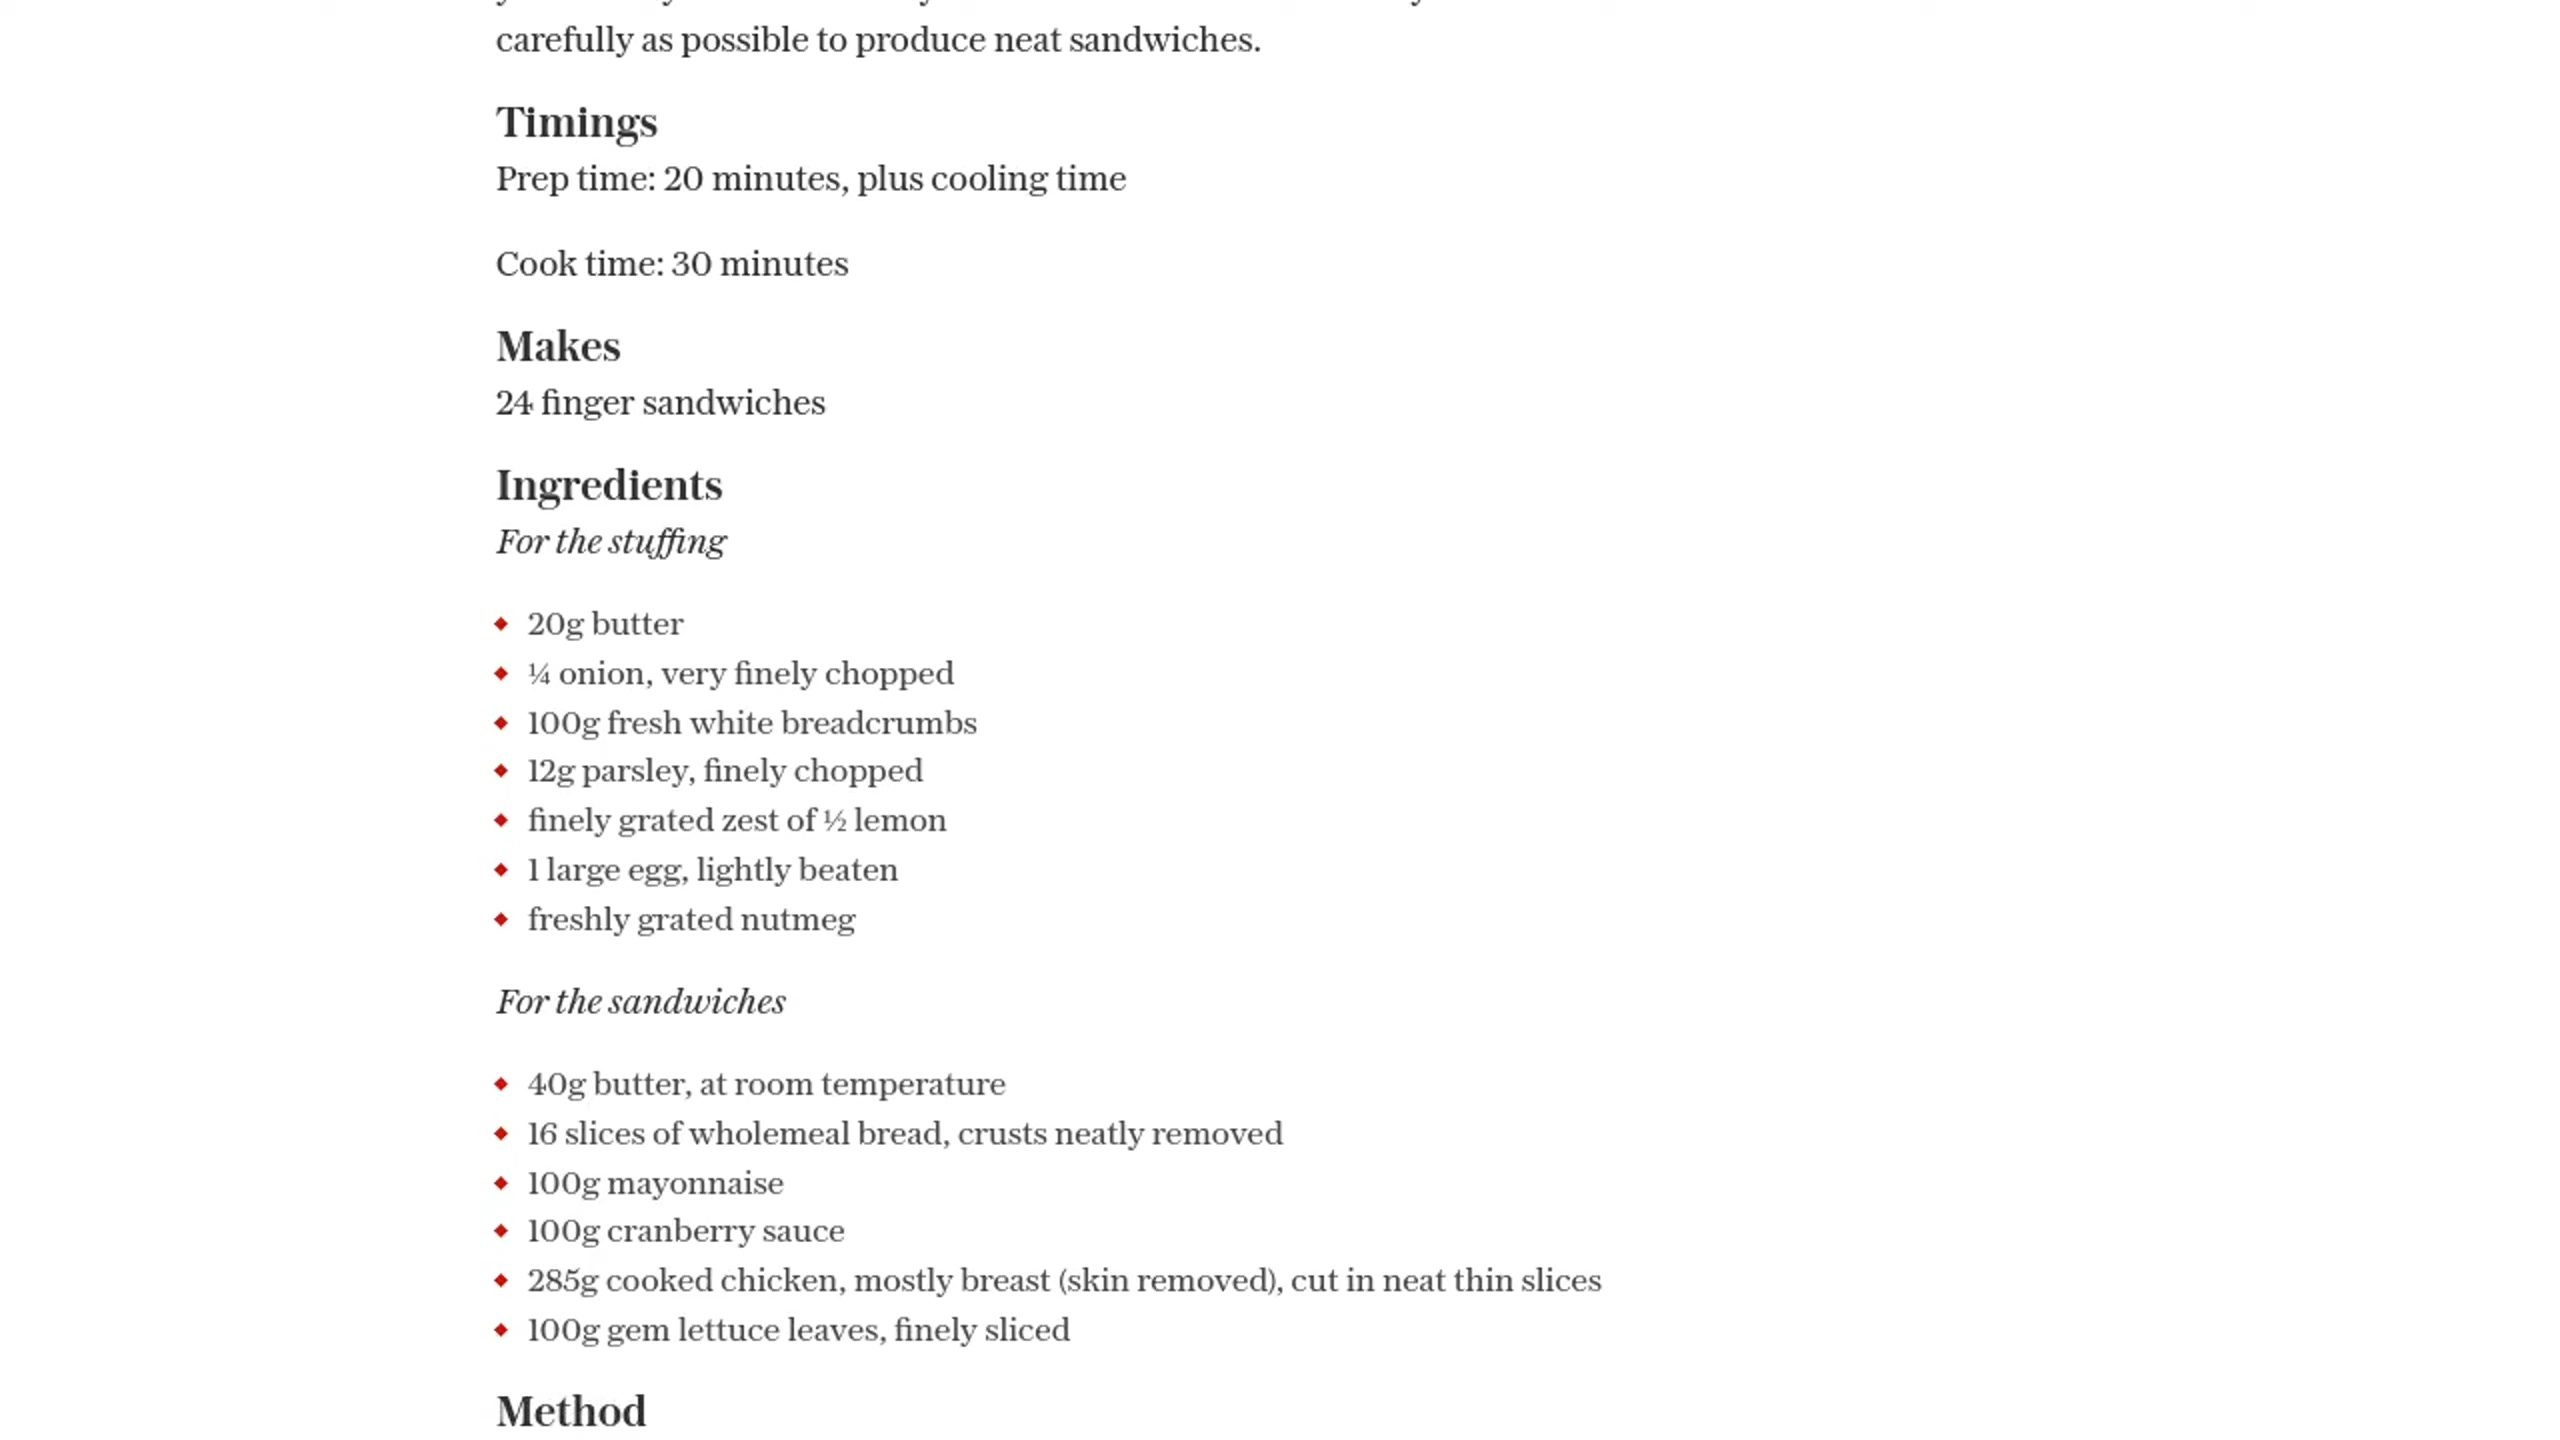 carefully as possible to produce neat sandwiches.
Timings
Prep time: 20 minutes, plus cooling time
Cook time: 30 minutes
Makes
24 finger sandwiches
Ingredients
For the stuffing
20g butter
¼ onion, very finely chopped
100g fresh white breadcrumbs
12g parsley, finely chopped
finely grated zest of ½ lemon
1 large egg, lightly beaten
freshly grated nutmeg
For the sandwiches
40g butter, at room temperature
16 slices of wholemeal bread, crusts neatly removed
100g mayonnaise
100g cranberry sauce
285g cooked chicken, mostly breast (skin removed), cut in neat thin slices
100g gem lettuce leaves, finely sliced
Method